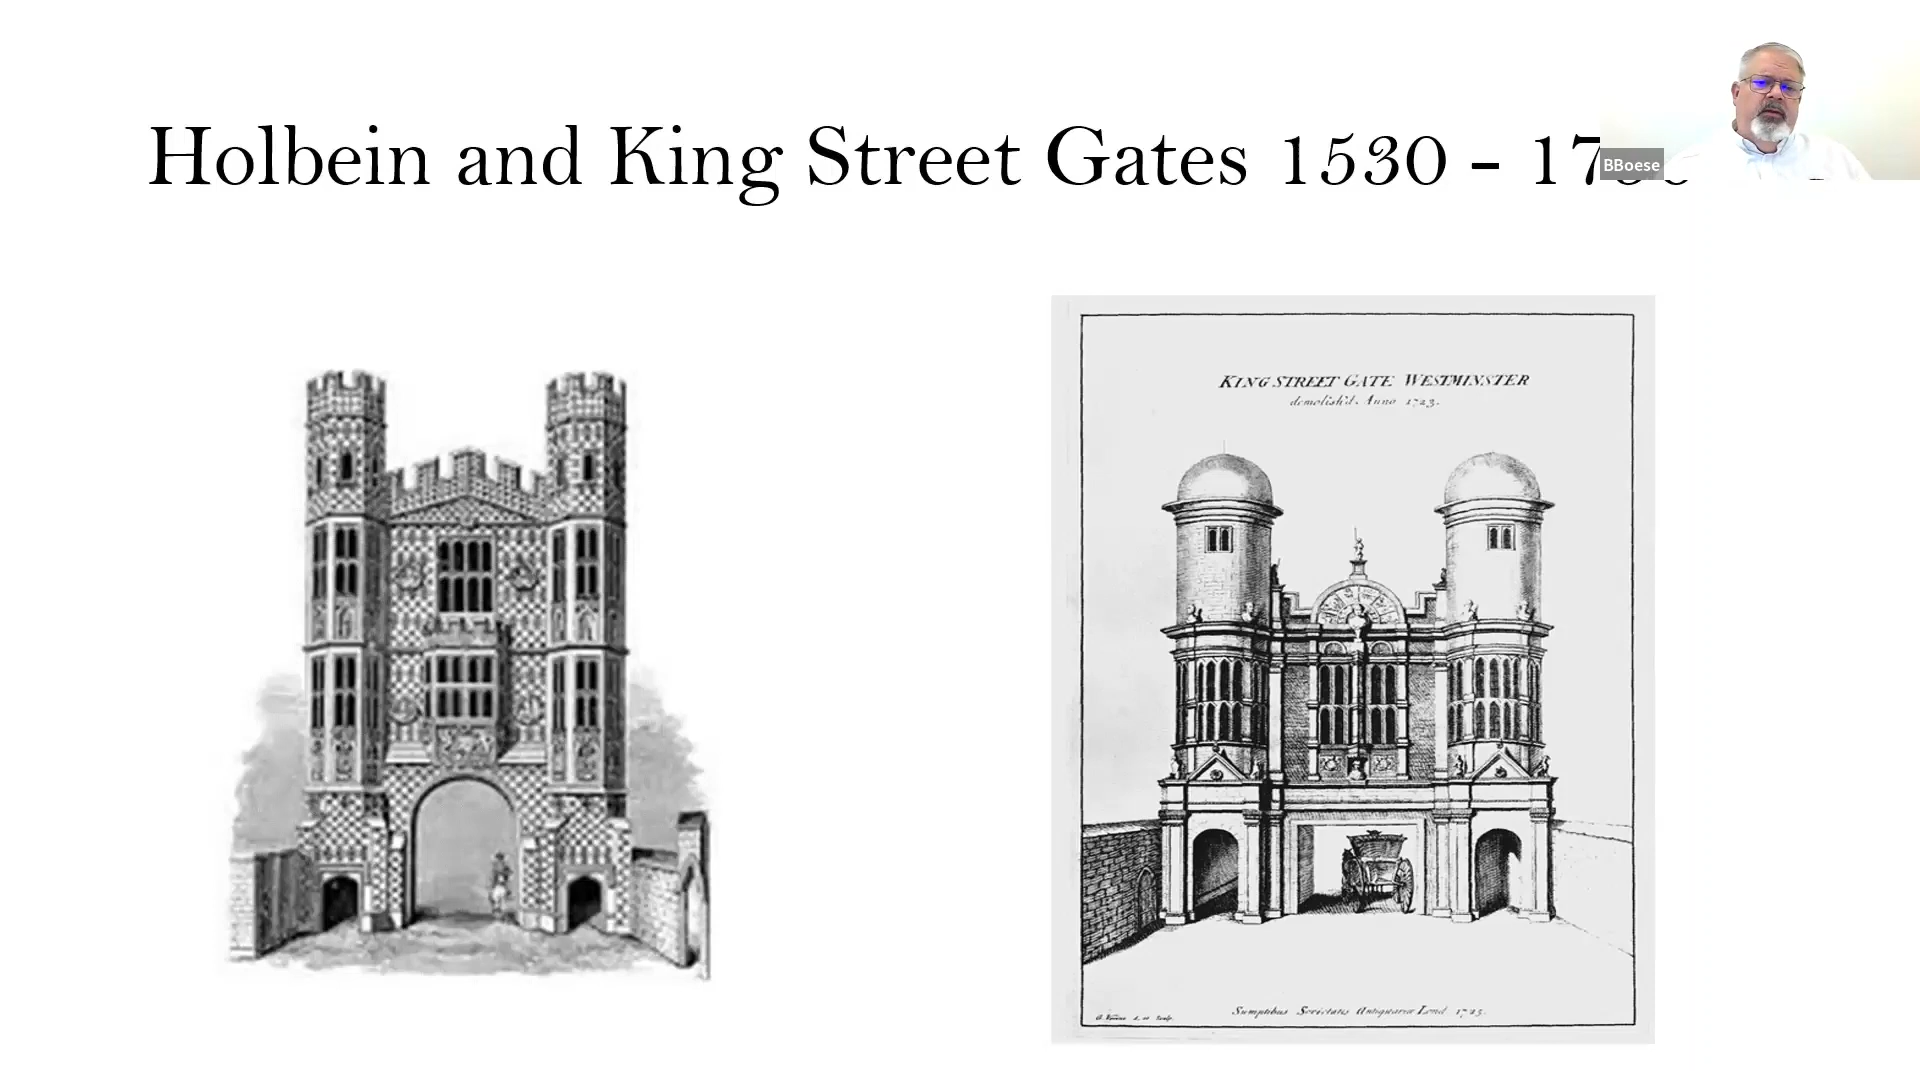 Holbein and King Street Gates 1530 - 17
BBoese
KING STREET GATE WESTMINSTER
demolish'd. Anno 1723.
Sumptibus Societatis Antiquariæ Lond 1725.